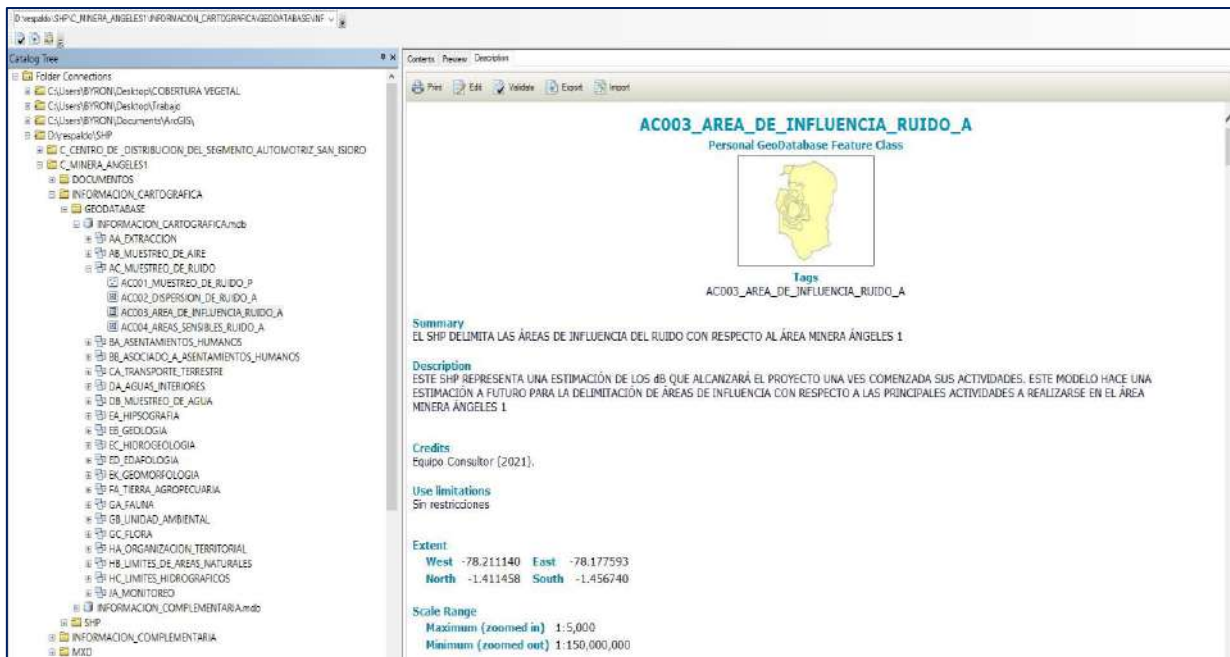 D:\respaldo\SHP\C_MINERA_ANGELES1\INFORMACION_CARTOGRAFICA\GEODATABASE\INF
Catalog Tree
Folder Connections
C:\Users\BYRON\Desktop\COBERTURA VEGETAL
C:\Users\BYRON\Desktop\Trabajo
C:\Users\BYRON\Documents\ArcGIS\
D:\respaldo\SHP
C_CENTRO_DE_DISTRIBUCION_DEL_SEGMENTO_AUTOMOTRIZ_SAN_ISIDRO
C_MINERA_ANGELES1
DOCUMENTOS
INFORMACION_CARTOGRAFICA
GEODATABASE
INFORMACION_CARTOGRAFICA.mdb
AA_EXTRACCION
AB_MUESTREO_DE_AIRE
AC_MUESTREO_DE_RUIDO
AC001_MUESTREO_DE_RUIDO_P
AC002_DISPERSION_DE_RUIDO_A
AC003_AREA_DE_INFLUENCIA_RUIDO_A
AC004_AREAS_SENSIBLES_RUIDO_A
BA_ASENTAMIENTOS_HUMANOS
BB_ASOCIADO_A_ASENTAMIENTOS_HUMANOS
CA_TRANSPORTE_TERRESTRE
DA_AGUAS_INTERIORES
DB_MUESTREO_DE_AGUA
EA_HIPSOGRAFIA
EB_GEOLOGIA
EC_HIDROGEOLOGIA
ED_EDAFOLOGIA
EK_GEOMORFOLOGIA
FA_TIERRA_AGROPECUARIA
GA_FAUNA
GB_UNIDAD_AMBIENTAL
GC_FLORA
HA_ORGANIZACION_TERRITORIAL
HB_LIMITES_DE_AREAS_NATURALES
HC_LIMITES_HIDROGRAFICOS
JA_MONITOREO
INFORMACION_COMPLEMENTARIA.mdb
SHP
INFORMACION_COMPLEMENTARIA
MXD
Contents Preview Description
Print Edit Validate Export Import
AC003_AREA_DE_INFLUENCIA_RUIDO_A
Personal GeoDatabase Feature Class
Tags
AC003_AREA_DE_INFLUENCIA_RUIDO_A
Summary
EL SHP DELIMITA LAS ÁREAS DE INFLUENCIA DEL RUIDO CON RESPECTO AL ÁREA MINERA ÁNGELES 1
Description
ESTE SHP REPRESENTA UNA ESTIMACIÓN DE LOS dB QUE ALCANZARÁ EL PROYECTO UNA VES COMENZADA SUS ACTIVIDADES. ESTE MODELO HACE UNA
ESTIMACIÓN A FUTURO PARA LA DELIMITACIÓN DE ÁREAS DE INFLUENCIA CON RESPECTO A LAS PRINCIPALES ACTIVIDADES A REALIZARSE EN EL ÁREA
MINERA ÁNGELES 1
Credits
Equipo Consultor (2021).
Use limitations
Sin restricciones
Extent
West -78.211140 East -78.177593
North -1.411458 South -1.456740
Scale Range
Maximum (zoomed in) 1:5,000
Minimum (zoomed out) 1:150,000,000